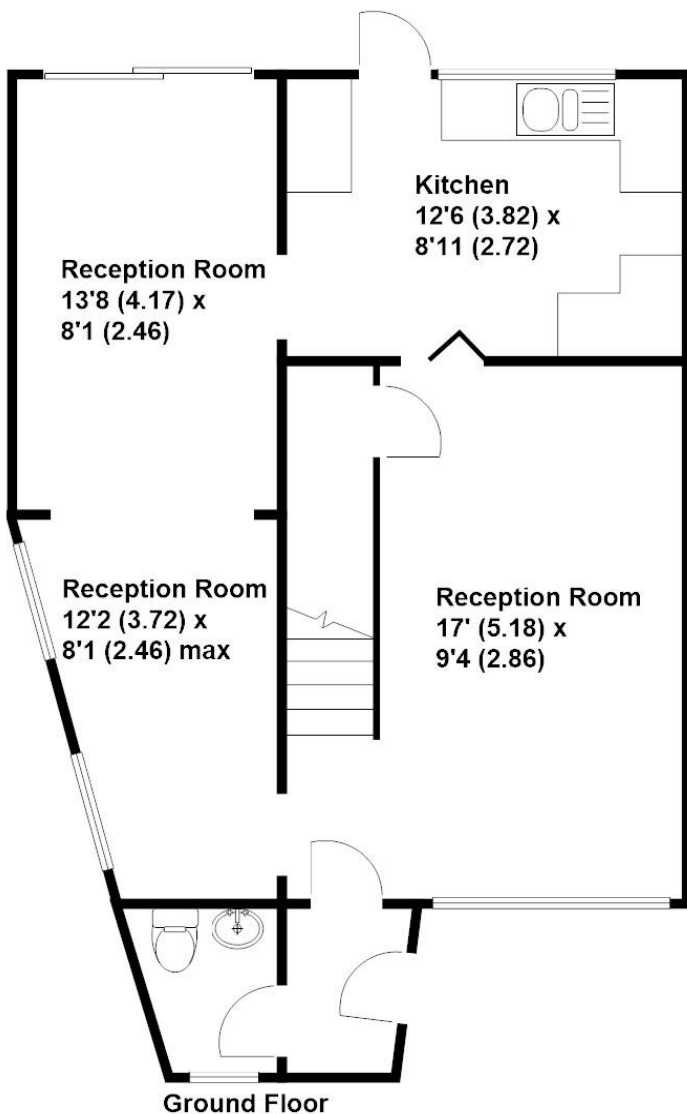 Kitchen
12'6 (3.82) x
8'11 (2.72)
Reception Room
13'8 (4.17) x
8'1 (2.46)
Reception Room
12'2 (3.72) x
8'1 (2.46) max
Reception Room
17' (5.18) x
9'4 (2.86)
Ground Floor